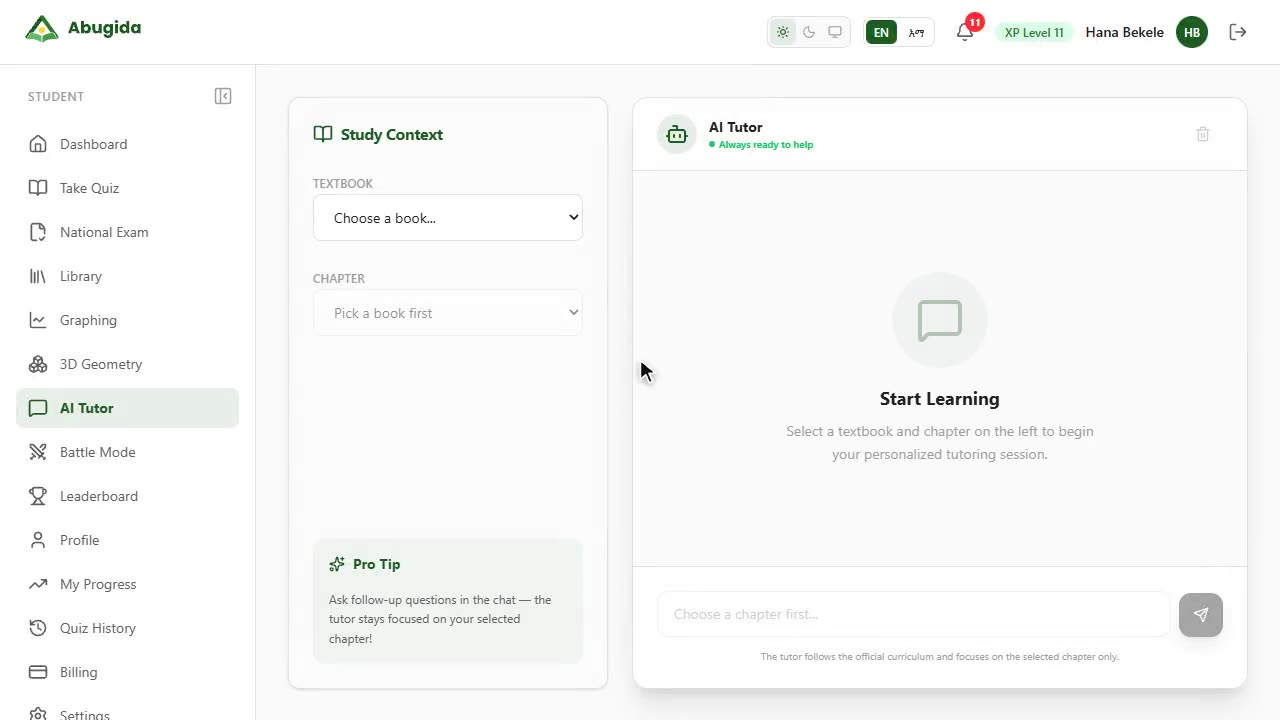 Abugida
EN
አማ
11
XP Level 11
Hana Bekele
HB
STUDENT
Dashboard
Take Quiz
National Exam
Library
Graphing
3D Geometry
AI Tutor
Battle Mode
Leaderboard
Profile
My Progress
Quiz History
Billing
Settings
Study Context
TEXTBOOK
Choose a book...
CHAPTER
Pick a book first
Pro Tip
Ask follow-up questions in the chat — the
tutor stays focused on your selected
chapter!
AI Tutor
Always ready to help
Start Learning
Select a textbook and chapter on the left to begin
your personalized tutoring session.
Choose a chapter first...
The tutor follows the official curriculum and focuses on the selected chapter only.